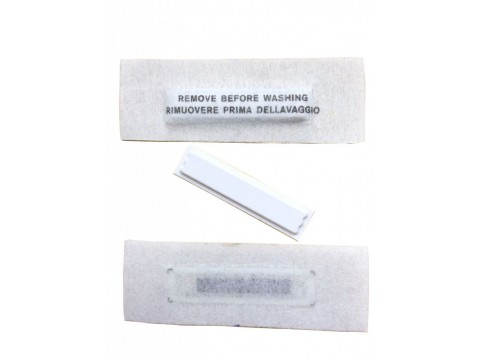 REMOVE BEFORE WASHING
RIMUOVERE PRIMA DELLAVAGGIO